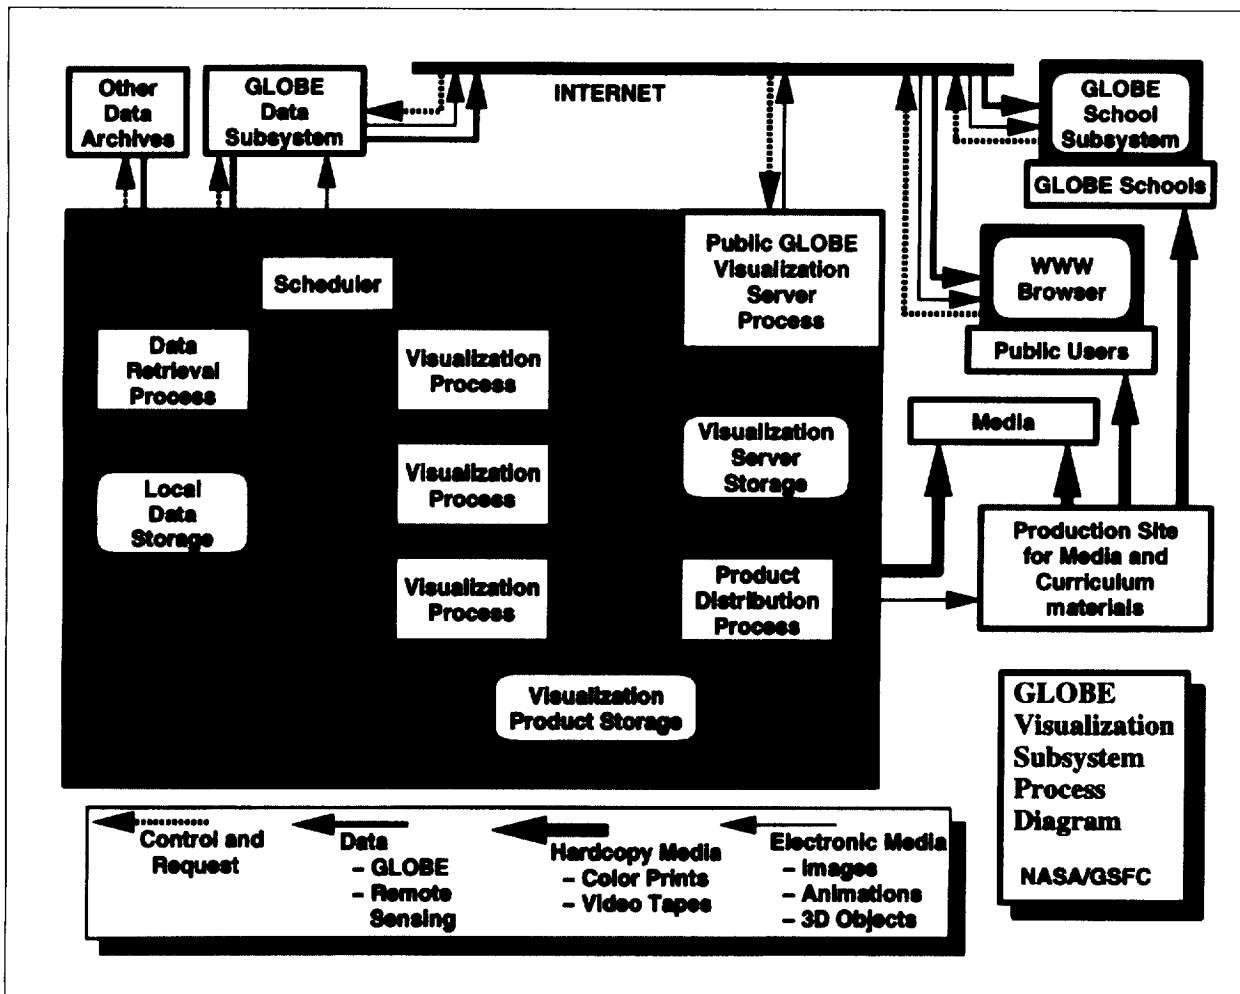 Other
Data
Archives
GLOBE
Data
Subsystem
INTERNET
GLOBE
School
Subsystem
GLOBE Schools
Scheduler
Public GLOBE
Visualization
Server
Process
WWW
Browser
Public Users
Data
Retrieval
Process
Visualization
Process
Media
Visualization
Server
Storage
Local
Data
Storage
Visualization
Process
Production Site
for Media and
Curriculum
materials
Visualization
Process
Product
Distribution
Process
Visualization
Product Storage
GLOBE
Visualization
Subsystem
Process
Diagram
NASA/GSFC
Control and
Request
Data
– GLOBE
– Remote
Sensing
Hardcopy Media
– Color Prints
– Video Tapes
Electronic Media
– Images
– Animations
– 3D Objects